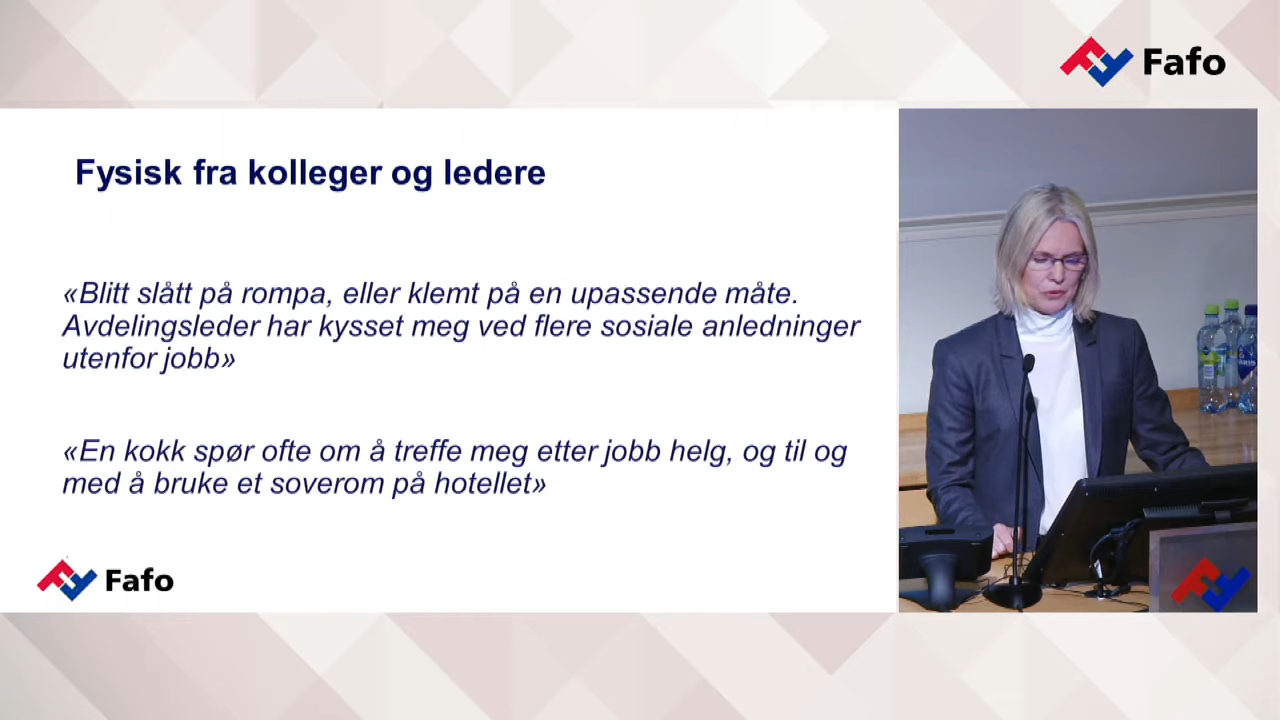 Fafo
Fysisk fra kolleger og ledere
«Blitt slått på rompa, eller klemt på en upassende måte.
Avdelingsleder har kysset meg ved flere sosiale anledninger
utenfor jobb»
«En kokk spør ofte om å treffe meg etter jobb helg, og til og
med å bruke et soverom på hotellet»
Fafo